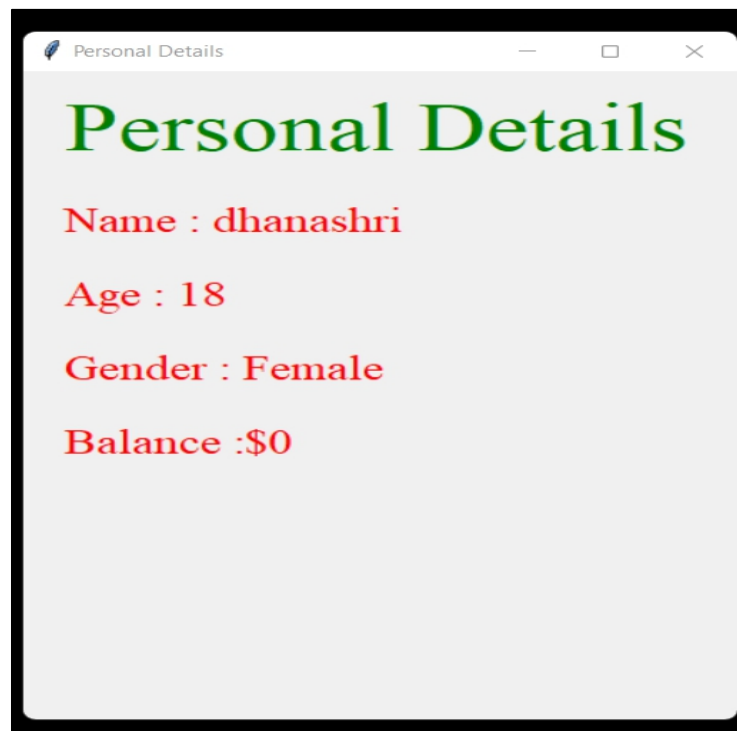 Personal Details
Personal Details
Name : dhanashri
Age : 18
Gender : Female
Balance :$0